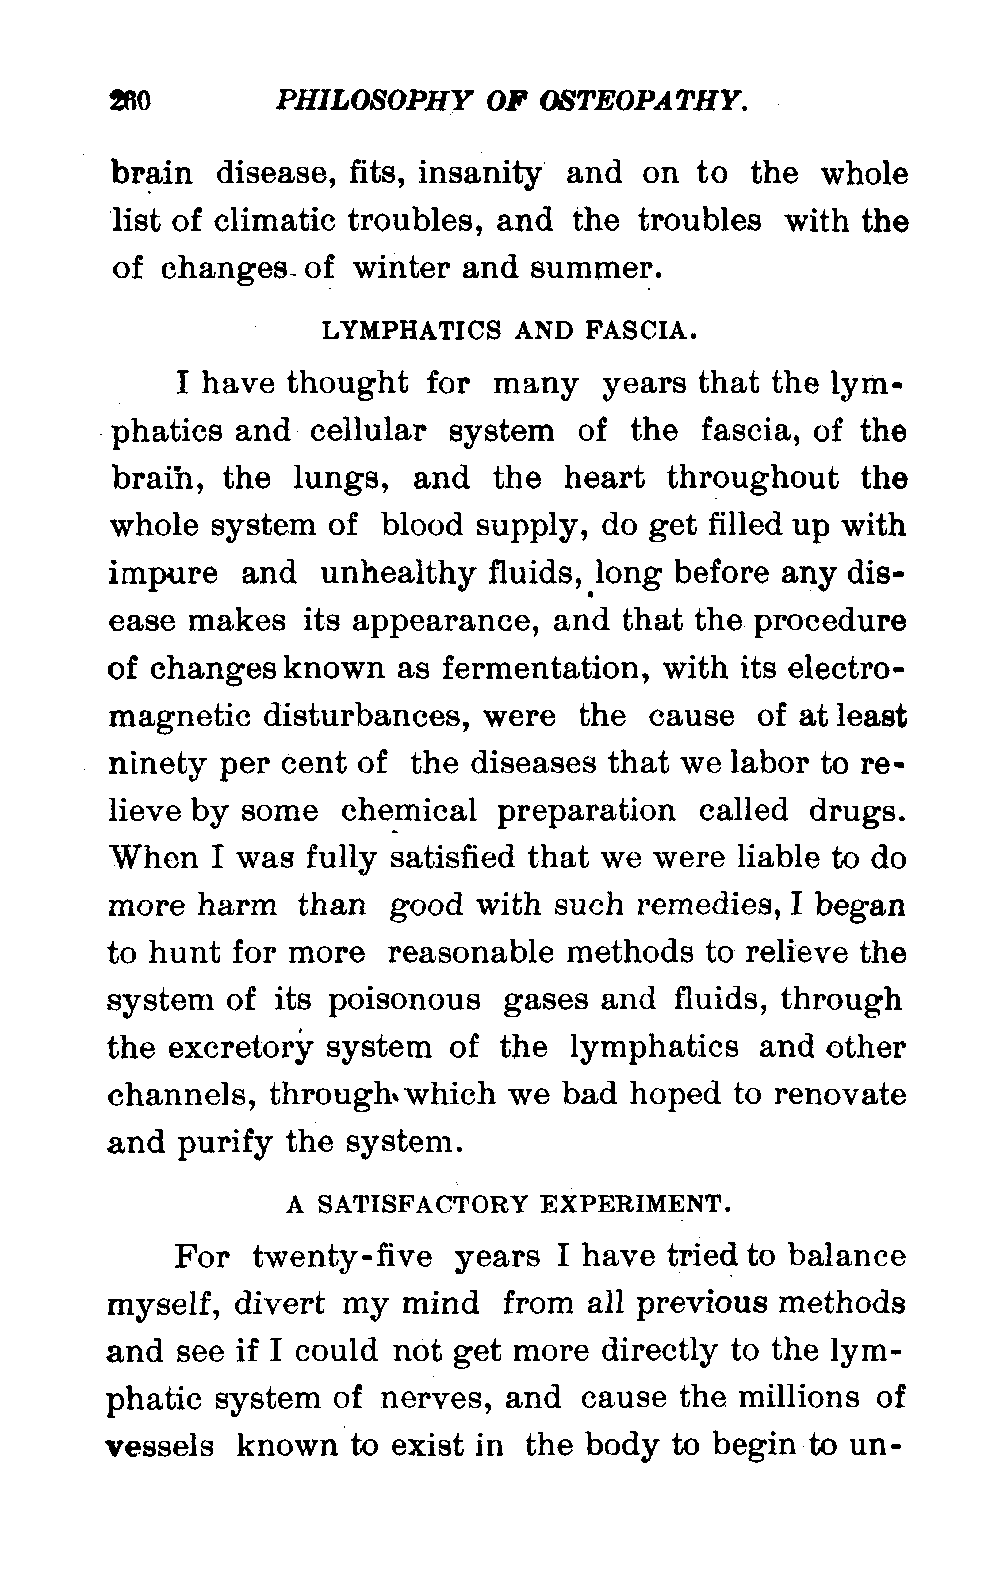 260 PHILOSOPHY OF OSTEOPATHY.
brain disease, fits, insanity and on to the whole
list of climatic troubles, and the troubles with the
of changes of winter and summer.
LYMPHATICS AND FASCIA.
I have thought for many years that the lym-
phatics and cellular system of the fascia, of the
brain, the lungs, and the heart throughout the
whole system of blood supply, do get filled up with
impure and unhealthy fluids, long before any dis-
ease makes its appearance, and that the procedure
of changes known as fermentation, with its electro-
magnetic disturbances, were the cause of at least
ninety per cent of the diseases that we labor to re-
lieve by some chemical preparation called drugs.
When I was fully satisfied that we were liable to do
more harm than good with such remedies, I began
to hunt for more reasonable methods to relieve the
system of its poisonous gases and fluids, through
the excretory system of the lymphatics and other
channels, through which we bad hoped to renovate
and purify the system.
A SATISFACTORY EXPERIMENT.
For twenty-five years I have tried to balance
myself, divert my mind from all previous methods
and see if I could not get more directly to the lym-
phatic system of nerves, and cause the millions of
vessels known to exist in the body to begin to un-